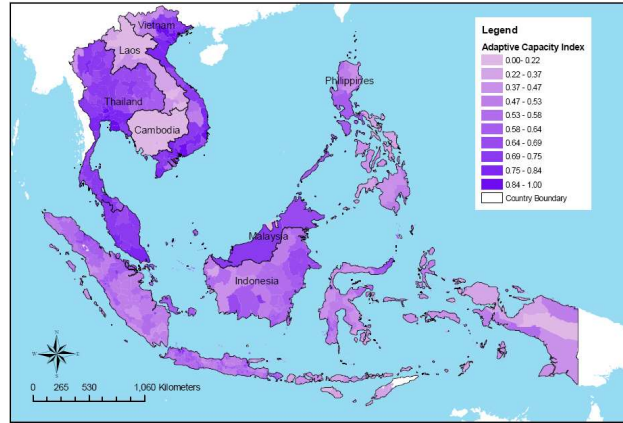 Vietnam
Laos
Thailand
Cambodia
Philippines
Malaysia
Indonesia
Legend
Adaptive Capacity Index
0.00 - 0.22
0.22 - 0.37
0.37 - 0.47
0.47 - 0.53
0.53 - 0.58
0.58 - 0.64
0.64 - 0.69
0.69 - 0.75
0.75 - 0.84
0.84 - 1.00
Country Boundary
N
W E
S
0 265 530 1,060 Kilometers